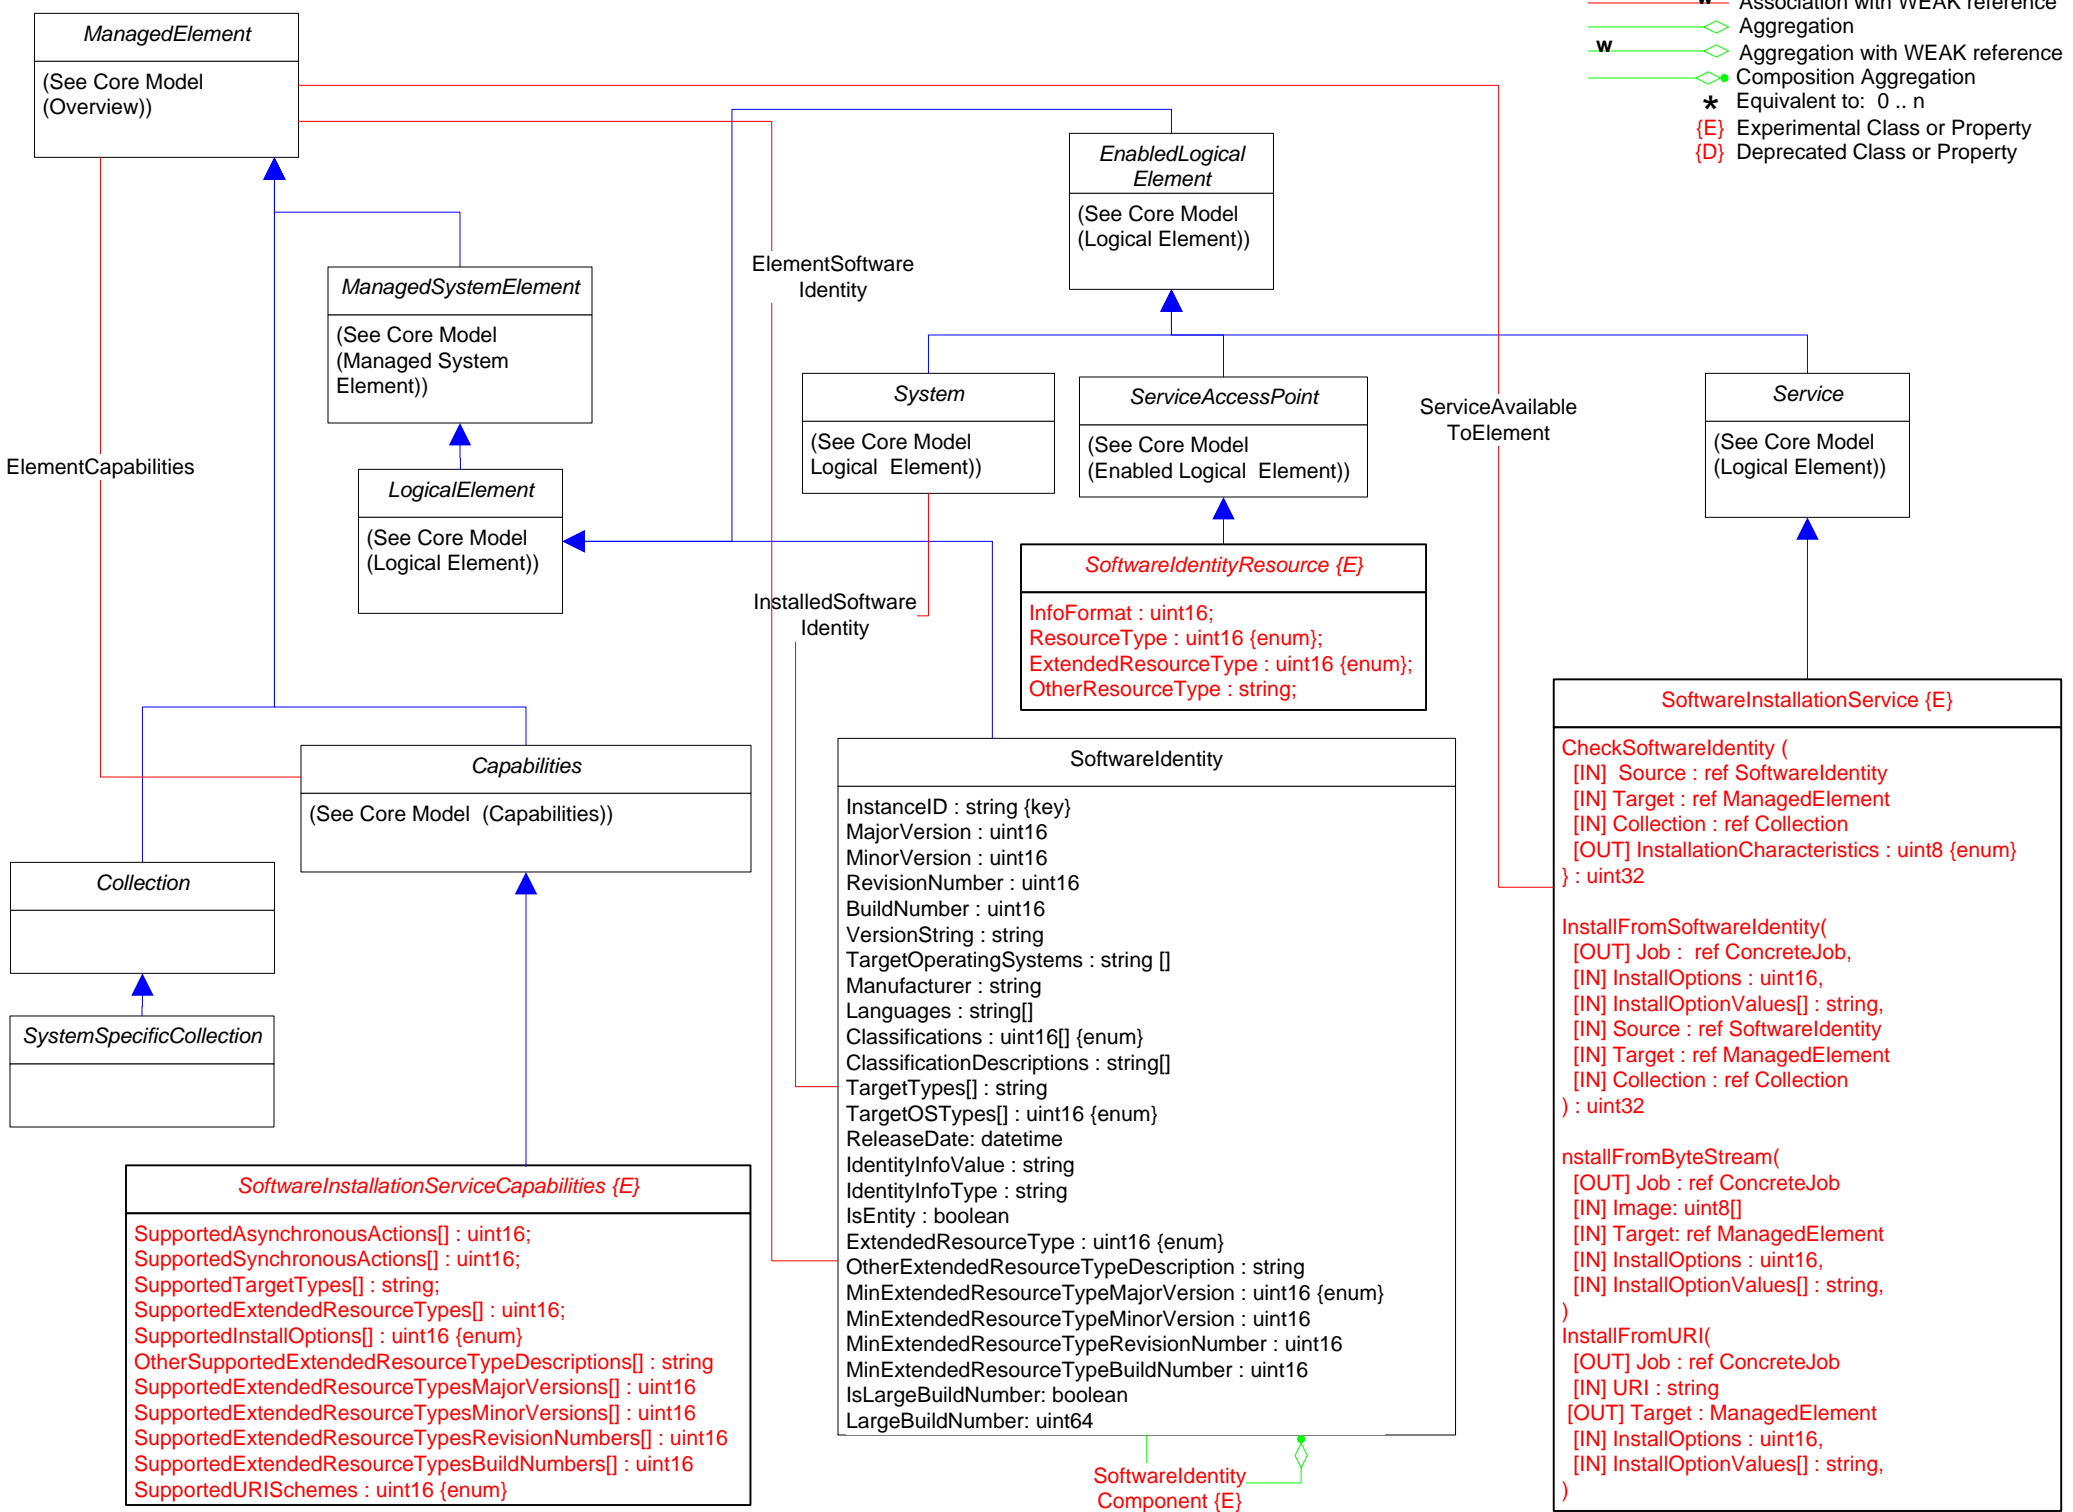 Association with WEAK reference
Aggregation
w
Aggregation with WEAK reference
Composition Aggregation
* Equivalent to: 0 .. n
{E} Experimental Class or Property
{D} Deprecated Class or Property
ManagedElement
(See Core Model
(Overview))
EnabledLogical
Element
(See Core Model
(Logical Element))
ManagedSystemElement
(See Core Model
(Managed System
Element))
ElementSoftware
Identity
System
(See Core Model
Logical Element))
ServiceAccessPoint
(See Core Model
(Enabled Logical Element))
ServiceAvailable
ToElement
Service
(See Core Model
(Logical Element))
ElementCapabilities
LogicalElement
(See Core Model
(Logical Element))
InstalledSoftware
Identity
SoftwareIdentityResource {E}
InfoFormat : uint16;
ResourceType : uint16 {enum};
ExtendedResourceType : uint16 {enum};
OtherResourceType : string;
Capabilities
(See Core Model (Capabilities))
Collection
SystemSpecificCollection
SoftwareInstallationServiceCapabilities {E}
SupportedAsynchronousActions[] : uint16;
SupportedSynchronousActions[] : uint16;
SupportedTargetTypes[] : string;
SupportedExtendedResourceTypes[] : uint16;
SupportedInstallOptions[] : uint16 {enum}
OtherSupportedExtendedResourceTypeDescriptions[] : string
SupportedExtendedResourceTypesMajorVersions[] : uint16
SupportedExtendedResourceTypesMinorVersions[] : uint16
SupportedExtendedResourceTypesRevisionNumbers[] : uint16
SupportedExtendedResourceTypesBuildNumbers[] : uint16
SupportedURISchemes : uint16 {enum}
SoftwareIdentity
InstanceID : string {key}
MajorVersion : uint16
MinorVersion : uint16
RevisionNumber : uint16
BuildNumber : uint16
VersionString : string
TargetOperatingSystems : string []
Manufacturer : string
Languages : string[]
Classifications : uint16[] {enum}
ClassificationDescriptions : string[]
TargetTypes[] : string
TargetOSTypes[] : uint16 {enum}
ReleaseDate: datetime
IdentityInfoValue : string
IdentityInfoType : string
IsEntity : boolean
ExtendedResourceType : uint16 {enum}
OtherExtendedResourceTypeDescription : string
MinExtendedResourceTypeMajorVersion : uint16 {enum}
MinExtendedResourceTypeMinorVersion : uint16
MinExtendedResourceTypeRevisionNumber : uint16
MinExtendedResourceTypeBuildNumber : uint16
IsLargeBuildNumber: boolean
LargeBuildNumber: uint64
SoftwareIdentity
Component {E}
SoftwareInstallationService {E}
CheckSoftwareIdentity (
[IN] Source : ref SoftwareIdentity
[IN] Target : ref ManagedElement
[IN] Collection : ref Collection
[OUT] InstallationCharacteristics : uint8 {enum}
} : uint32
InstallFromSoftwareIdentity(
[OUT] Job : ref ConcreteJob,
[IN] InstallOptions : uint16,
[IN] InstallOptionValues[] : string,
[IN] Source : ref SoftwareIdentity
[IN] Target : ref ManagedElement
[IN] Collection : ref Collection
) : uint32
nstallFromByteStream(
[OUT] Job : ref ConcreteJob
[IN] Image: uint8[]
[IN] Target: ref ManagedElement
[IN] InstallOptions : uint16,
[IN] InstallOptionValues[] : string,
)
InstallFromURI(
[OUT] Job : ref ConcreteJob
[IN] URI : string
[OUT] Target : ManagedElement
[IN] InstallOptions : uint16,
[IN] InstallOptionValues[] : string,
)